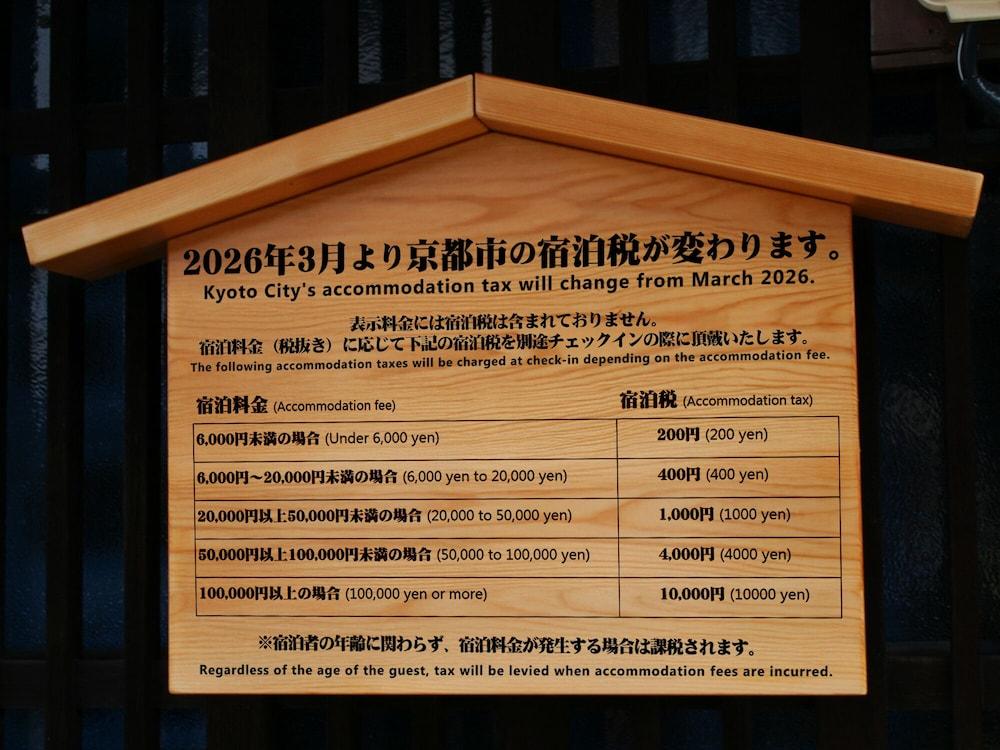 2026年3月より京都市の宿泊税が変わります。
Kyoto City's accommodation tax will change from March 2026.
表示料金には宿泊税は含まれておりません。
宿泊料金（税抜き）に応じて下記の宿泊税を別途チェックインの際に頂戴いたします。
The following accommodation taxes will be charged at check-in depending on the accommodation fee.
宿泊料金 (Accommodation fee) 宿泊税 (Accommodation tax)
6,000円未満の場合 (Under 6,000 yen) 200円 (200 yen)
6,000円～20,000円未満の場合 (6,000 yen to 20,000 yen) 400円 (400 yen)
20,000円以上50,000円未満の場合 (20,000 to 50,000 yen) 1,000円 (1000 yen)
50,000円以上100,000円未満の場合 (50,000 to 100,000 yen) 4,000円 (4000 yen)
100,000円以上の場合 (100,000 yen or more) 10,000円 (10000 yen)
※宿泊者の年齢に関わらず、宿泊料金が発生する場合は課税されます。
Regardless of the age of the guest, tax will be levied when accommodation fees are incurred.